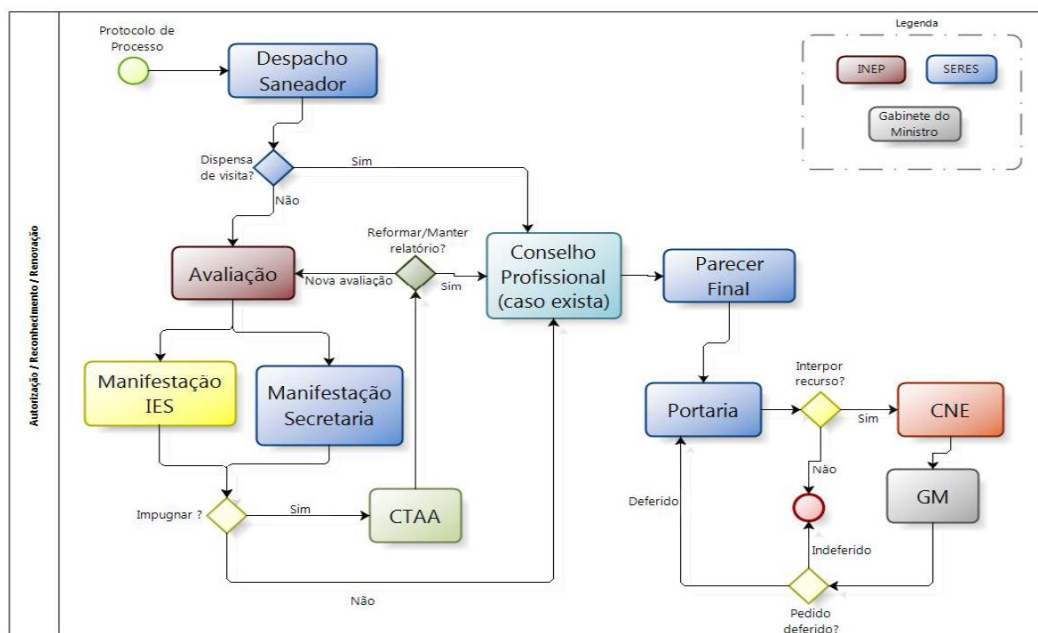 Autorização / Reconhecimento / Renovação
Protocolo de
Processo
Despacho
Saneador
Legenda
INEP
SERES
Gabinete do
Ministro
Dispensa
de visita?
Sim
Não
Avaliação
Nova avaliação
Reformar/Manter
relatório?
Sim
Conselho
Profissional
(caso exista)
Parecer
Final
Manifestação
IES
Manifestação
Secretaria
Impugnar ?
Sim
CTAA
Não
Portaria
Interpor
recurso?
Sim
CNE
Não
GM
Deferido
Indeferido
Pedido
deferido?